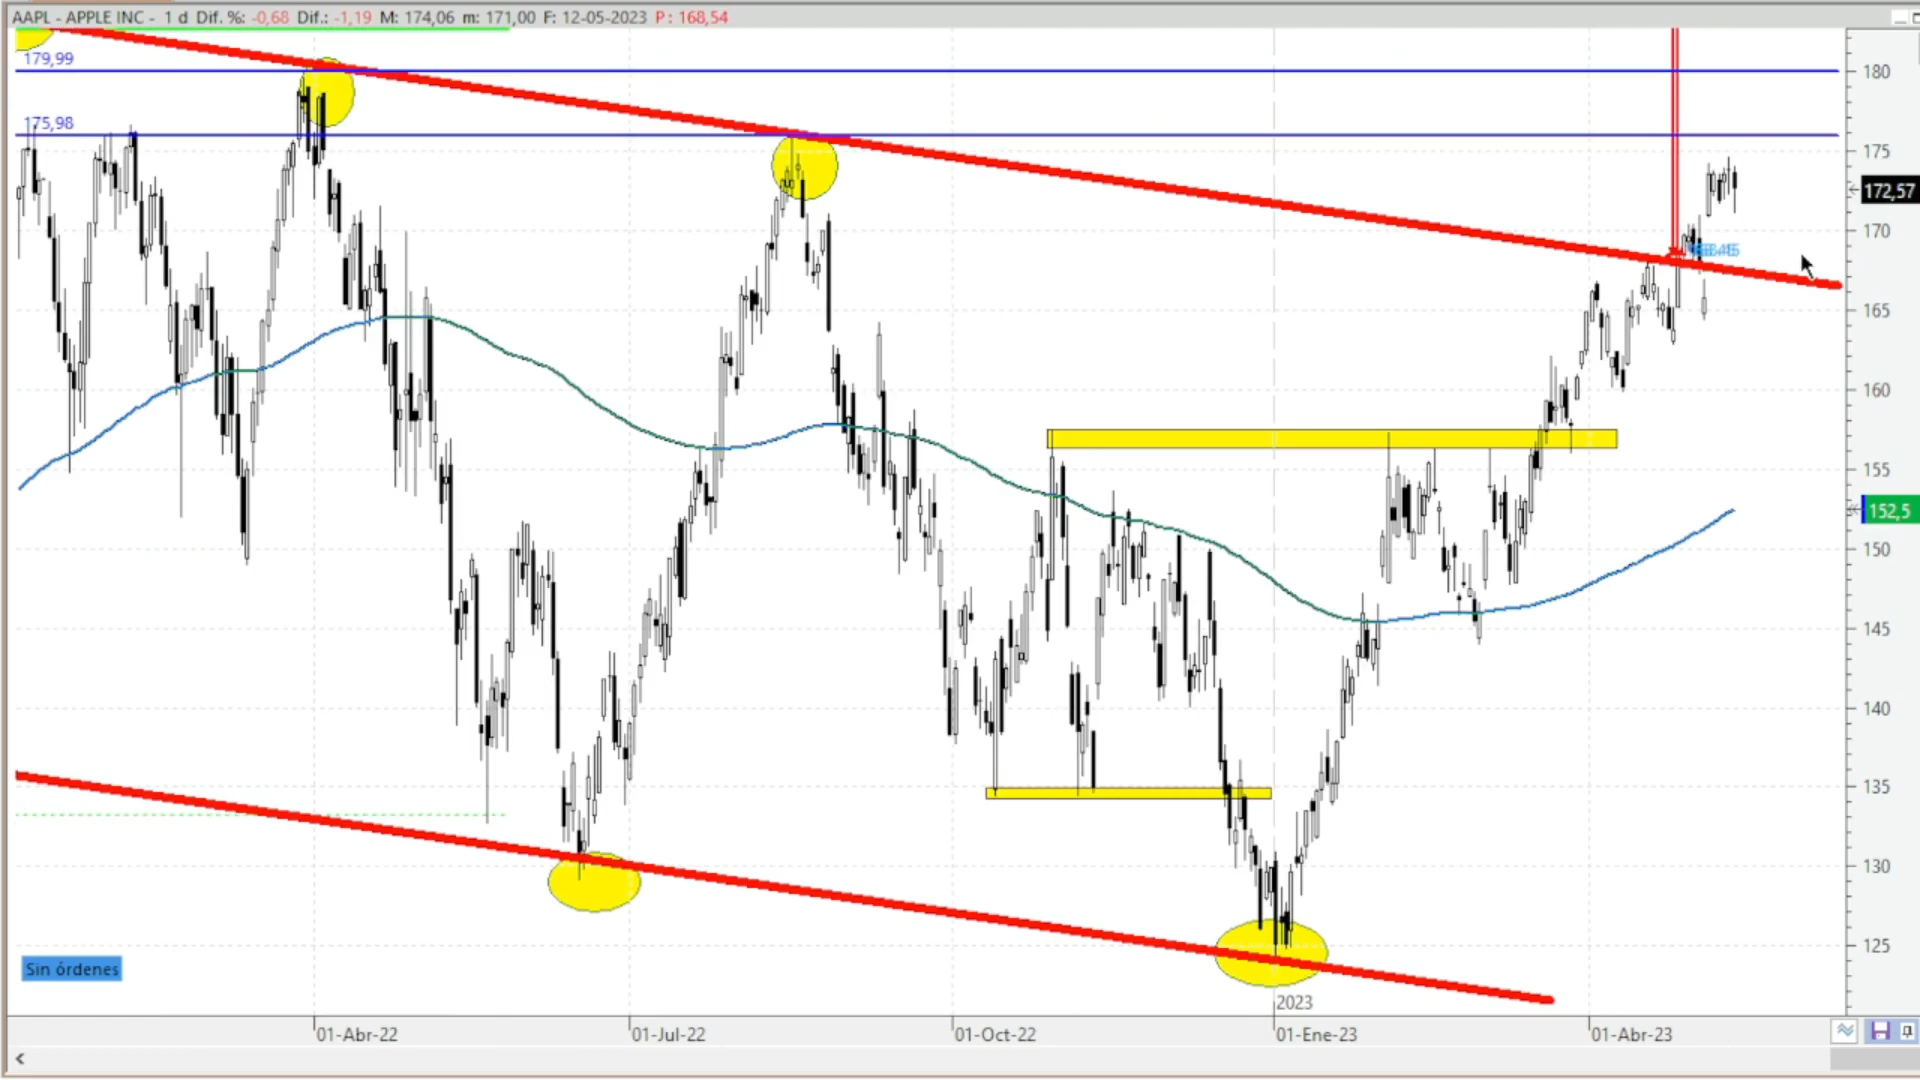 AAPL - APPLE INC - 1 d Dif. %: -0,68 Dif.: -1,19 M: 174,06 m: 171,00 F: 12-05-2023 P: 168,54
179,99
175,98
180
175
172,57
170
165
160
155
152,5
150
145
140
135
130
125
Sin órdenes
2023
01-Abr-22
01-Jul-22
01-Oct-22
01-Ene-23
01-Abr-23